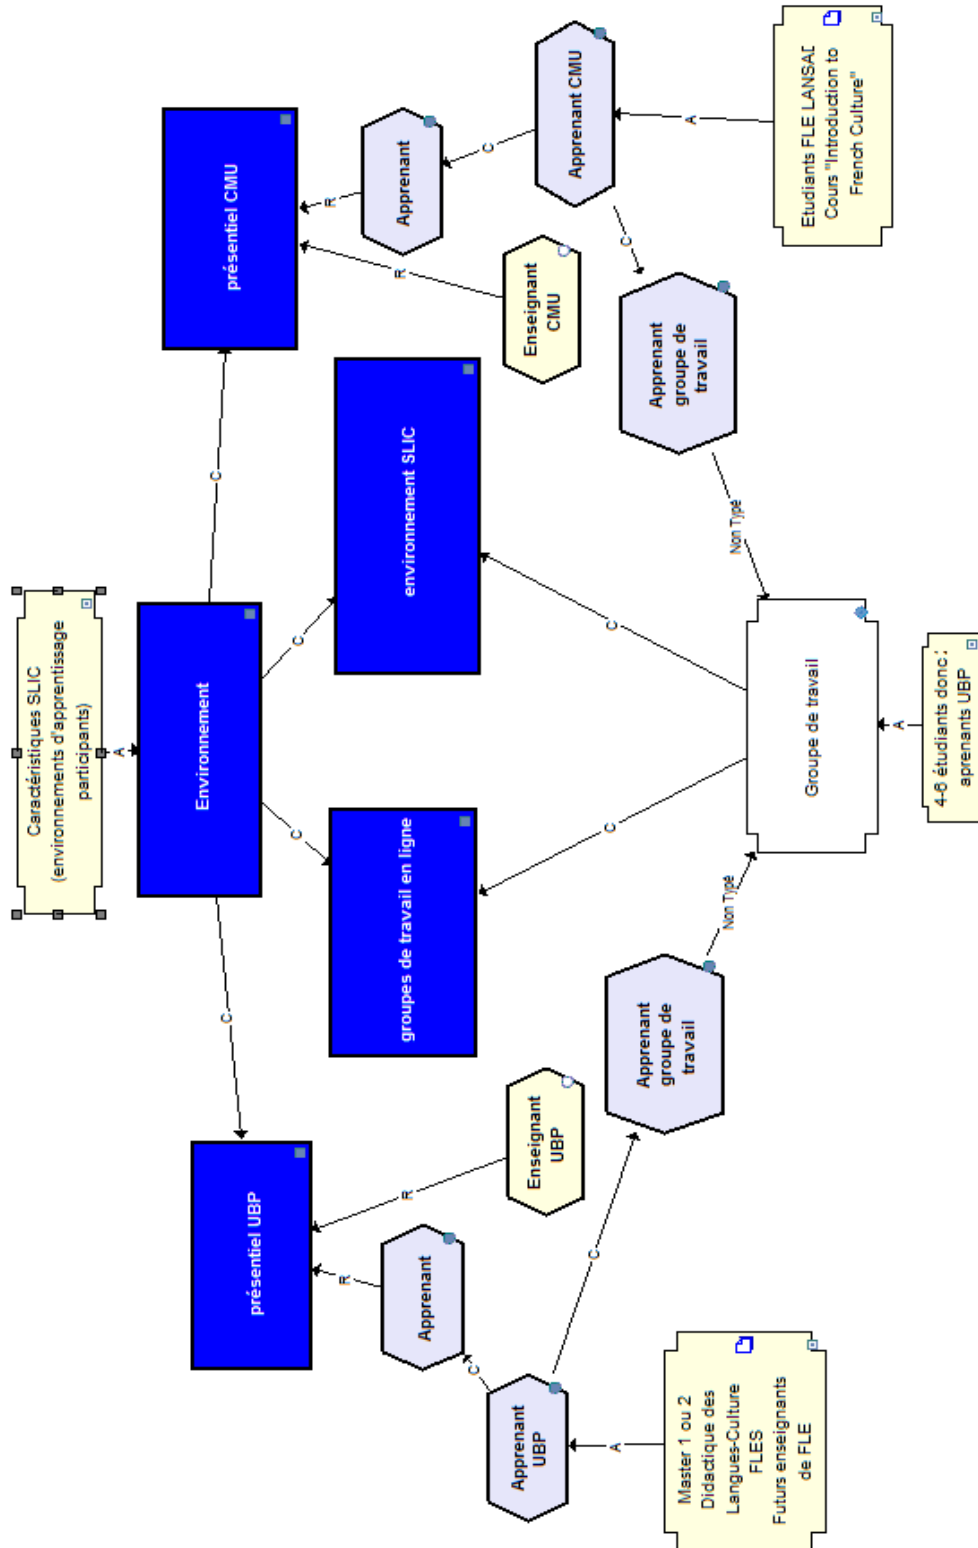 Caractéristiques SLIC
(environnements d'apprentissage
participants)
A
Environnement
C
C
C
C
présentiel UBP
groupes de travail en ligne
environnement SLIC
présentiel CMU
R
R
R
R
Apprenant
Enseignant
UBP
Enseignant
CMU
Apprenant
C
C
Apprenant
UBP
Apprenant CMU
C
C
C
C
Apprenant
groupe de
travail
Apprenant
groupe de
travail
Non Typé
Non Typé
A
A
Master 1 ou 2
Didactique des
Langues-Culture
FLES
Futurs enseignants
de FLE
Groupe de travail
Etudiants FLE LANSAD
Cours "Introduction to
French Culture"
A
4-6 étudiants donc
aprenants UBP